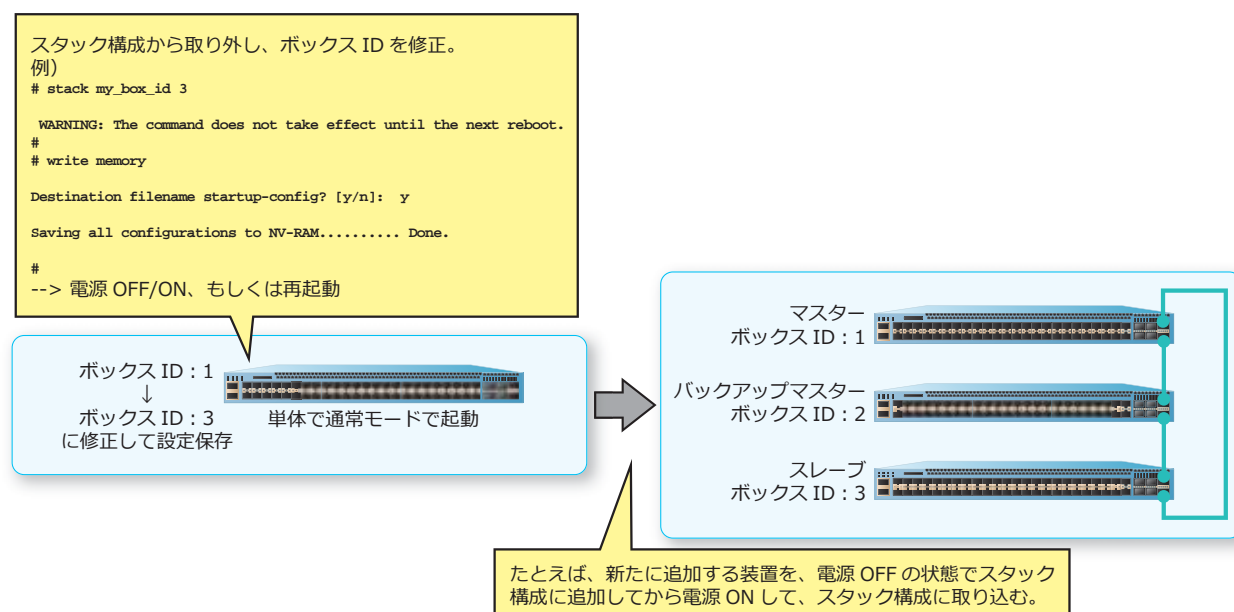 スタック構成から取り外し、ボックス ID を修正。
例）
# stack my_box_id 3
WARNING: The command does not take effect until the next reboot.
#
# write memory
Destination filename startup-config? [y/n]: y
Saving all configurations to NV-RAM.......... Done.
#
--> 電源 OFF/ON、もしくは再起動
ボックス ID：1
↓
ボックス ID：3
に修正して設定保存
単体で通常モードで起動
マスター
ボックス ID：1
バックアップマスター
ボックス ID：2
スレーブ
ボックス ID：3
たとえば、新たに追加する装置を、電源 OFF の状態でスタック
構成に追加してから電源 ON して、スタック構成に取り込む。